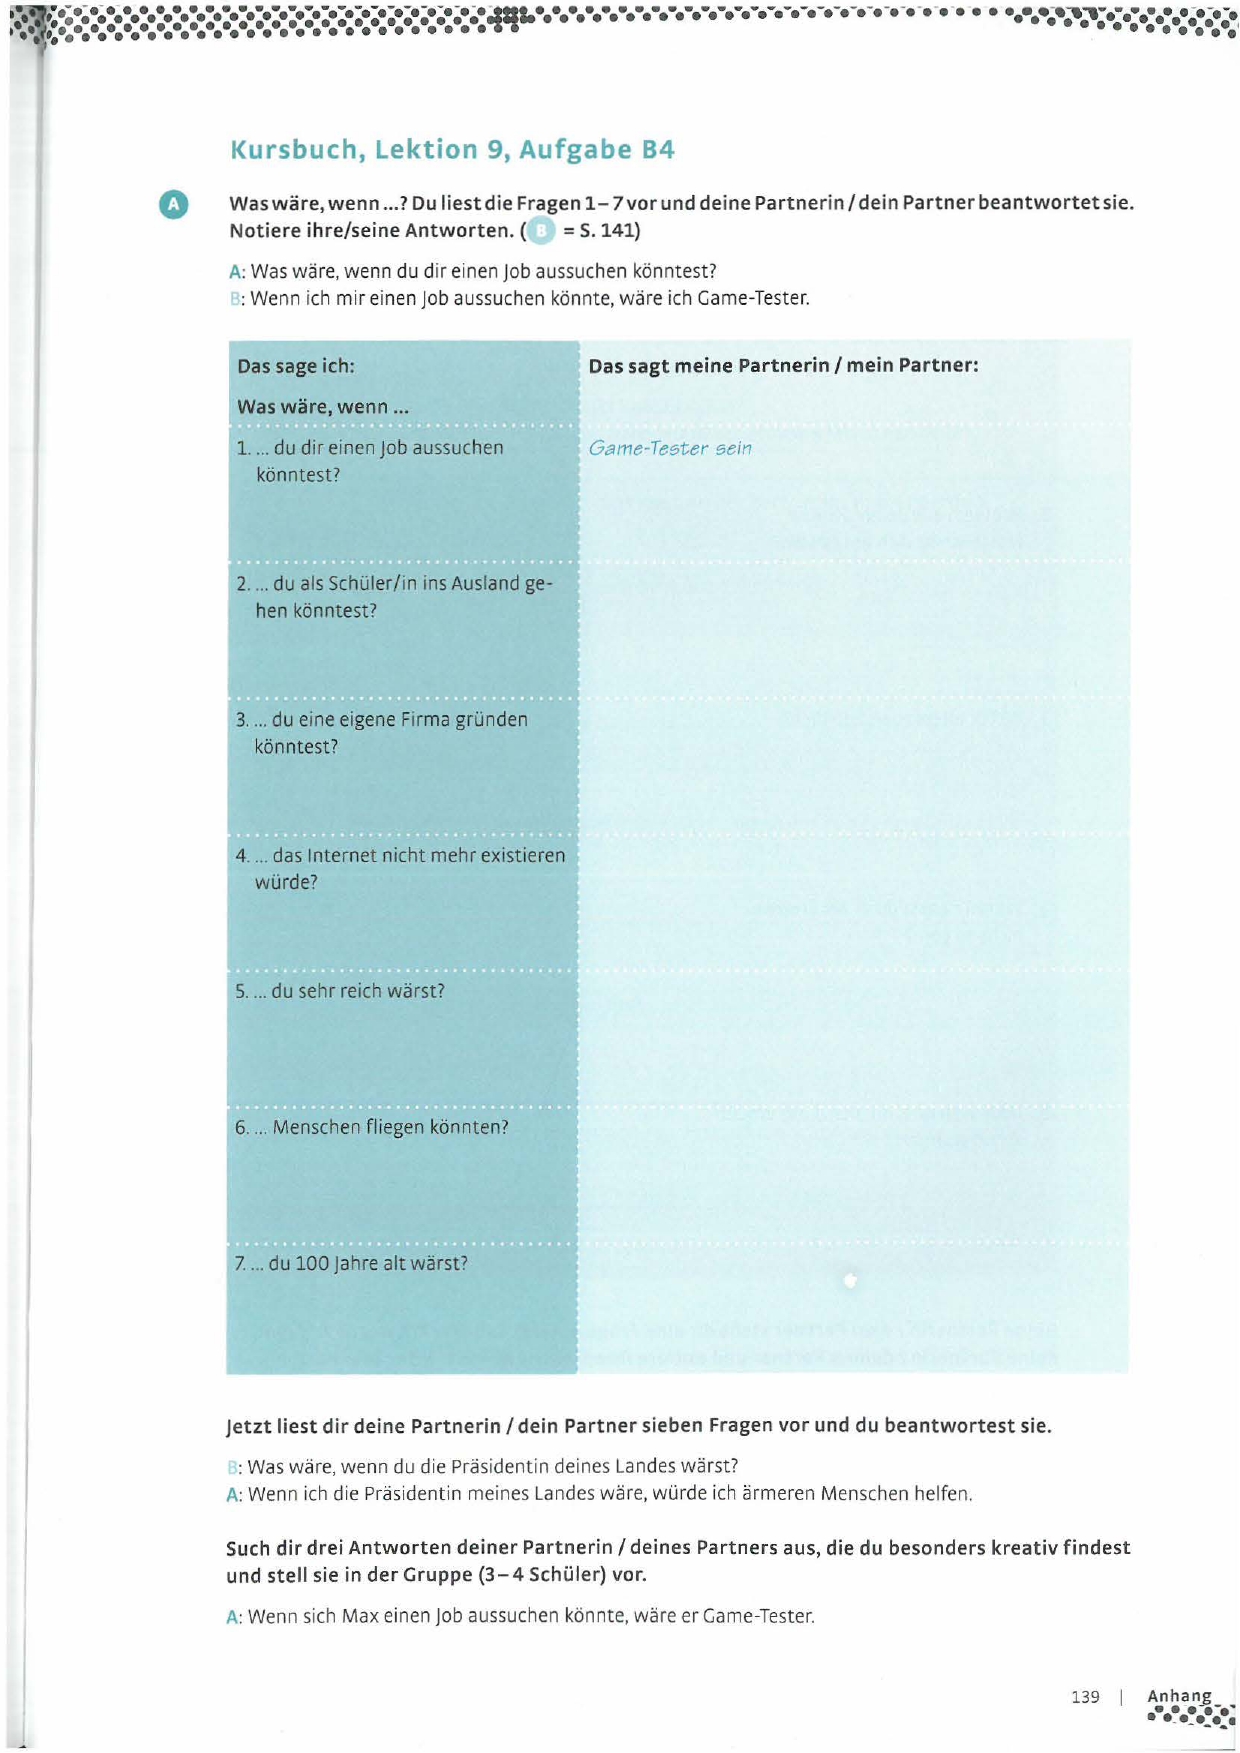 Kursbuch, Lektion 9, Aufgabe B4
A
Was wäre, wenn ...? Du liest die Fragen 1– 7 vor und deine Partnerin / dein Partner beantwortet sie.
Notiere ihre/seine Antworten. ( B = S. 141)
A: Was wäre, wenn du dir einen Job aussuchen könntest?
B: Wenn ich mir einen Job aussuchen könnte, wäre ich Game-Tester.
Das sage ich:
Was wäre, wenn ...
Das sagt meine Partnerin / mein Partner:
1. ... du dir einen Job aussuchen
könntest?
Game-Tester sein
2. ... du als Schüler/in ins Ausland ge-
hen könntest?
3. ... du eine eigene Firma gründen
könntest?
4. ... das Internet nicht mehr existieren
würde?
5. ... du sehr reich wärst?
6. ... Menschen fliegen könnten?
7. ... du 100 Jahre alt wärst?
Jetzt liest dir deine Partnerin / dein Partner sieben Fragen vor und du beantwortest sie.
B: Was wäre, wenn du die Präsidentin deines Landes wärst?
A: Wenn ich die Präsidentin meines Landes wäre, würde ich ärmeren Menschen helfen.
Such dir drei Antworten deiner Partnerin / deines Partners aus, die du besonders kreativ findest
und stell sie in der Gruppe (3–4 Schüler) vor.
A: Wenn sich Max einen Job aussuchen könnte, wäre er Game-Tester.
139 | Anhang